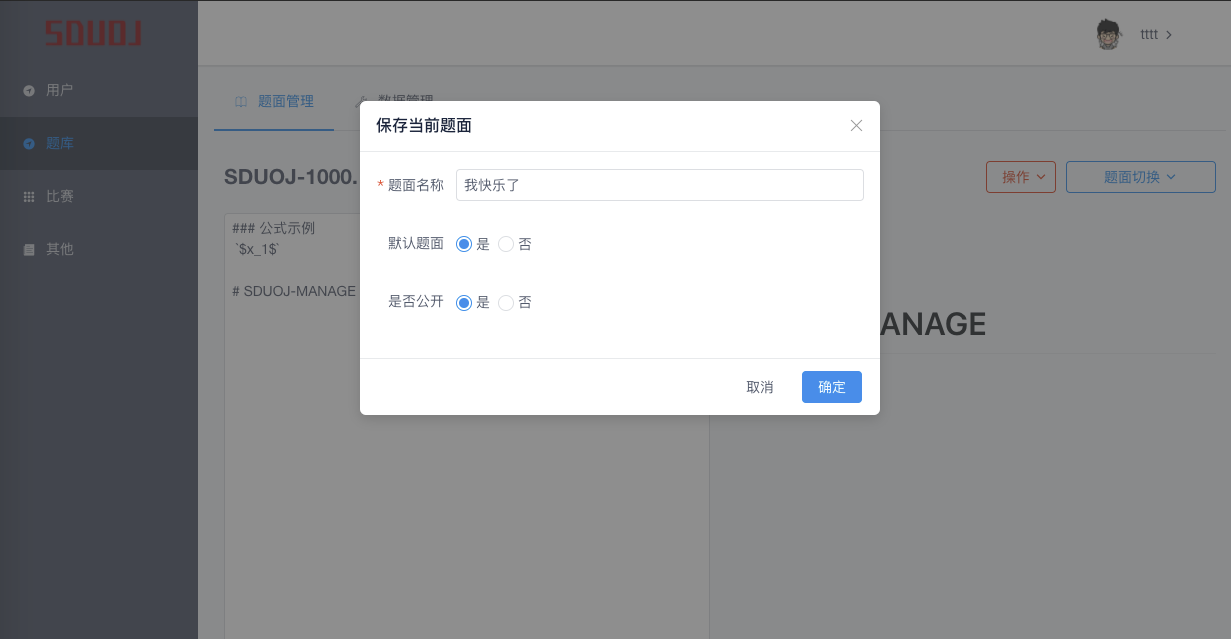 SDUOJ
tttt
用户
题库
比赛
其他
题面管理
数据管理
SDUOJ-1000.
操作
题面切换
### 公式示例
`$x_1$`
# SDUOJ-MANAGE
ANAGE
保存当前题面
* 题面名称
我快乐了
默认题面
是 否
是否公开
是 否
取消
确定